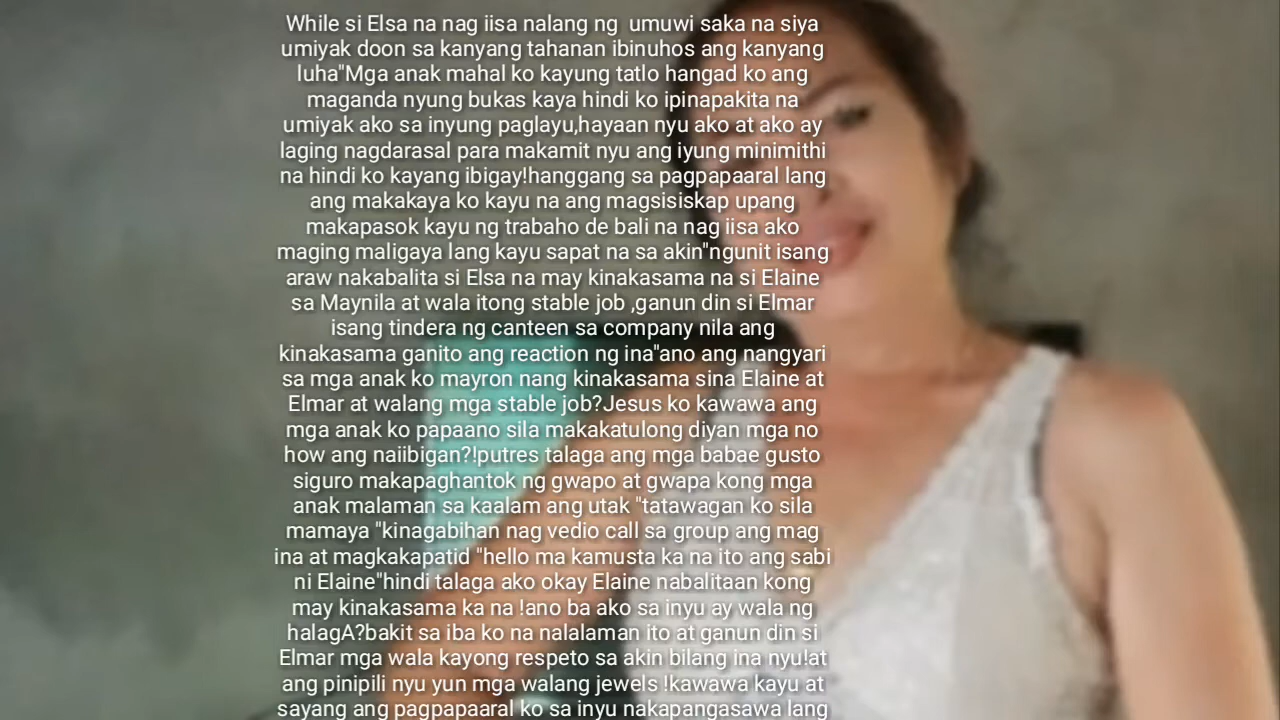 While si Elsa na nag iisa nalang ng  umuwi saka na siya
umiyak doon sa kanyang tahanan ibinuhos ang kanyang
luha"Mga anak mahal ko kayung tatlo hangad ko ang
maganda nyung bukas kaya hindi ko ipinapakita na
umiyak ako sa inyung paglayu,hayaan nyu ako at ako ay
laging nagdarasal para makamit nyu ang iyung minimithi
na hindi ko kayang ibigay!hanggang sa pagpapaaral lang
ang makakaya ko kayu na ang magsisiskap upang
makapasok kayu ng trabaho de bali na nag iisa ako
maging maligaya lang kayu sapat na sa akin"ngunit isang
araw nakabalita si Elsa na may kinakasama na si Elaine
sa Maynila at wala itong stable job ,ganun din si Elmar
isang tindera ng canteen sa company nila ang
kinakasama ganito ang reaction ng ina"ano ang nangyari
sa mga anak ko mayron nang kinakasama sina Elaine at
Elmar at walang mga stable job?Jesus ko kawawa ang
mga anak ko papaano sila makakatulong diyan mga no
how ang naiibigan?!putres talaga ang mga babae gusto
siguro makapaghantok ng gwapo at gwapa kong mga
anak malaman sa kaalam ang utak "tatawagan ko sila
mamaya "kinagabihan nag vedio call sa group ang mag
ina at magkakapatid "hello ma kamusta ka na ito ang sabi
ni Elaine"hindi talaga ako okay Elaine nabalitaan kong
may kinakasama ka na !ano ba ako sa inyu ay wala ng
halagA?bakit sa iba ko na nalalaman ito at ganun din si
Elmar mga wala kayong respeto sa akin bilang ina nyu!at
ang pinipili nyu yun mga walang jewels !kawawa kayu at
sayang ang pagpapaaral ko sa inyu nakapangasawa lang